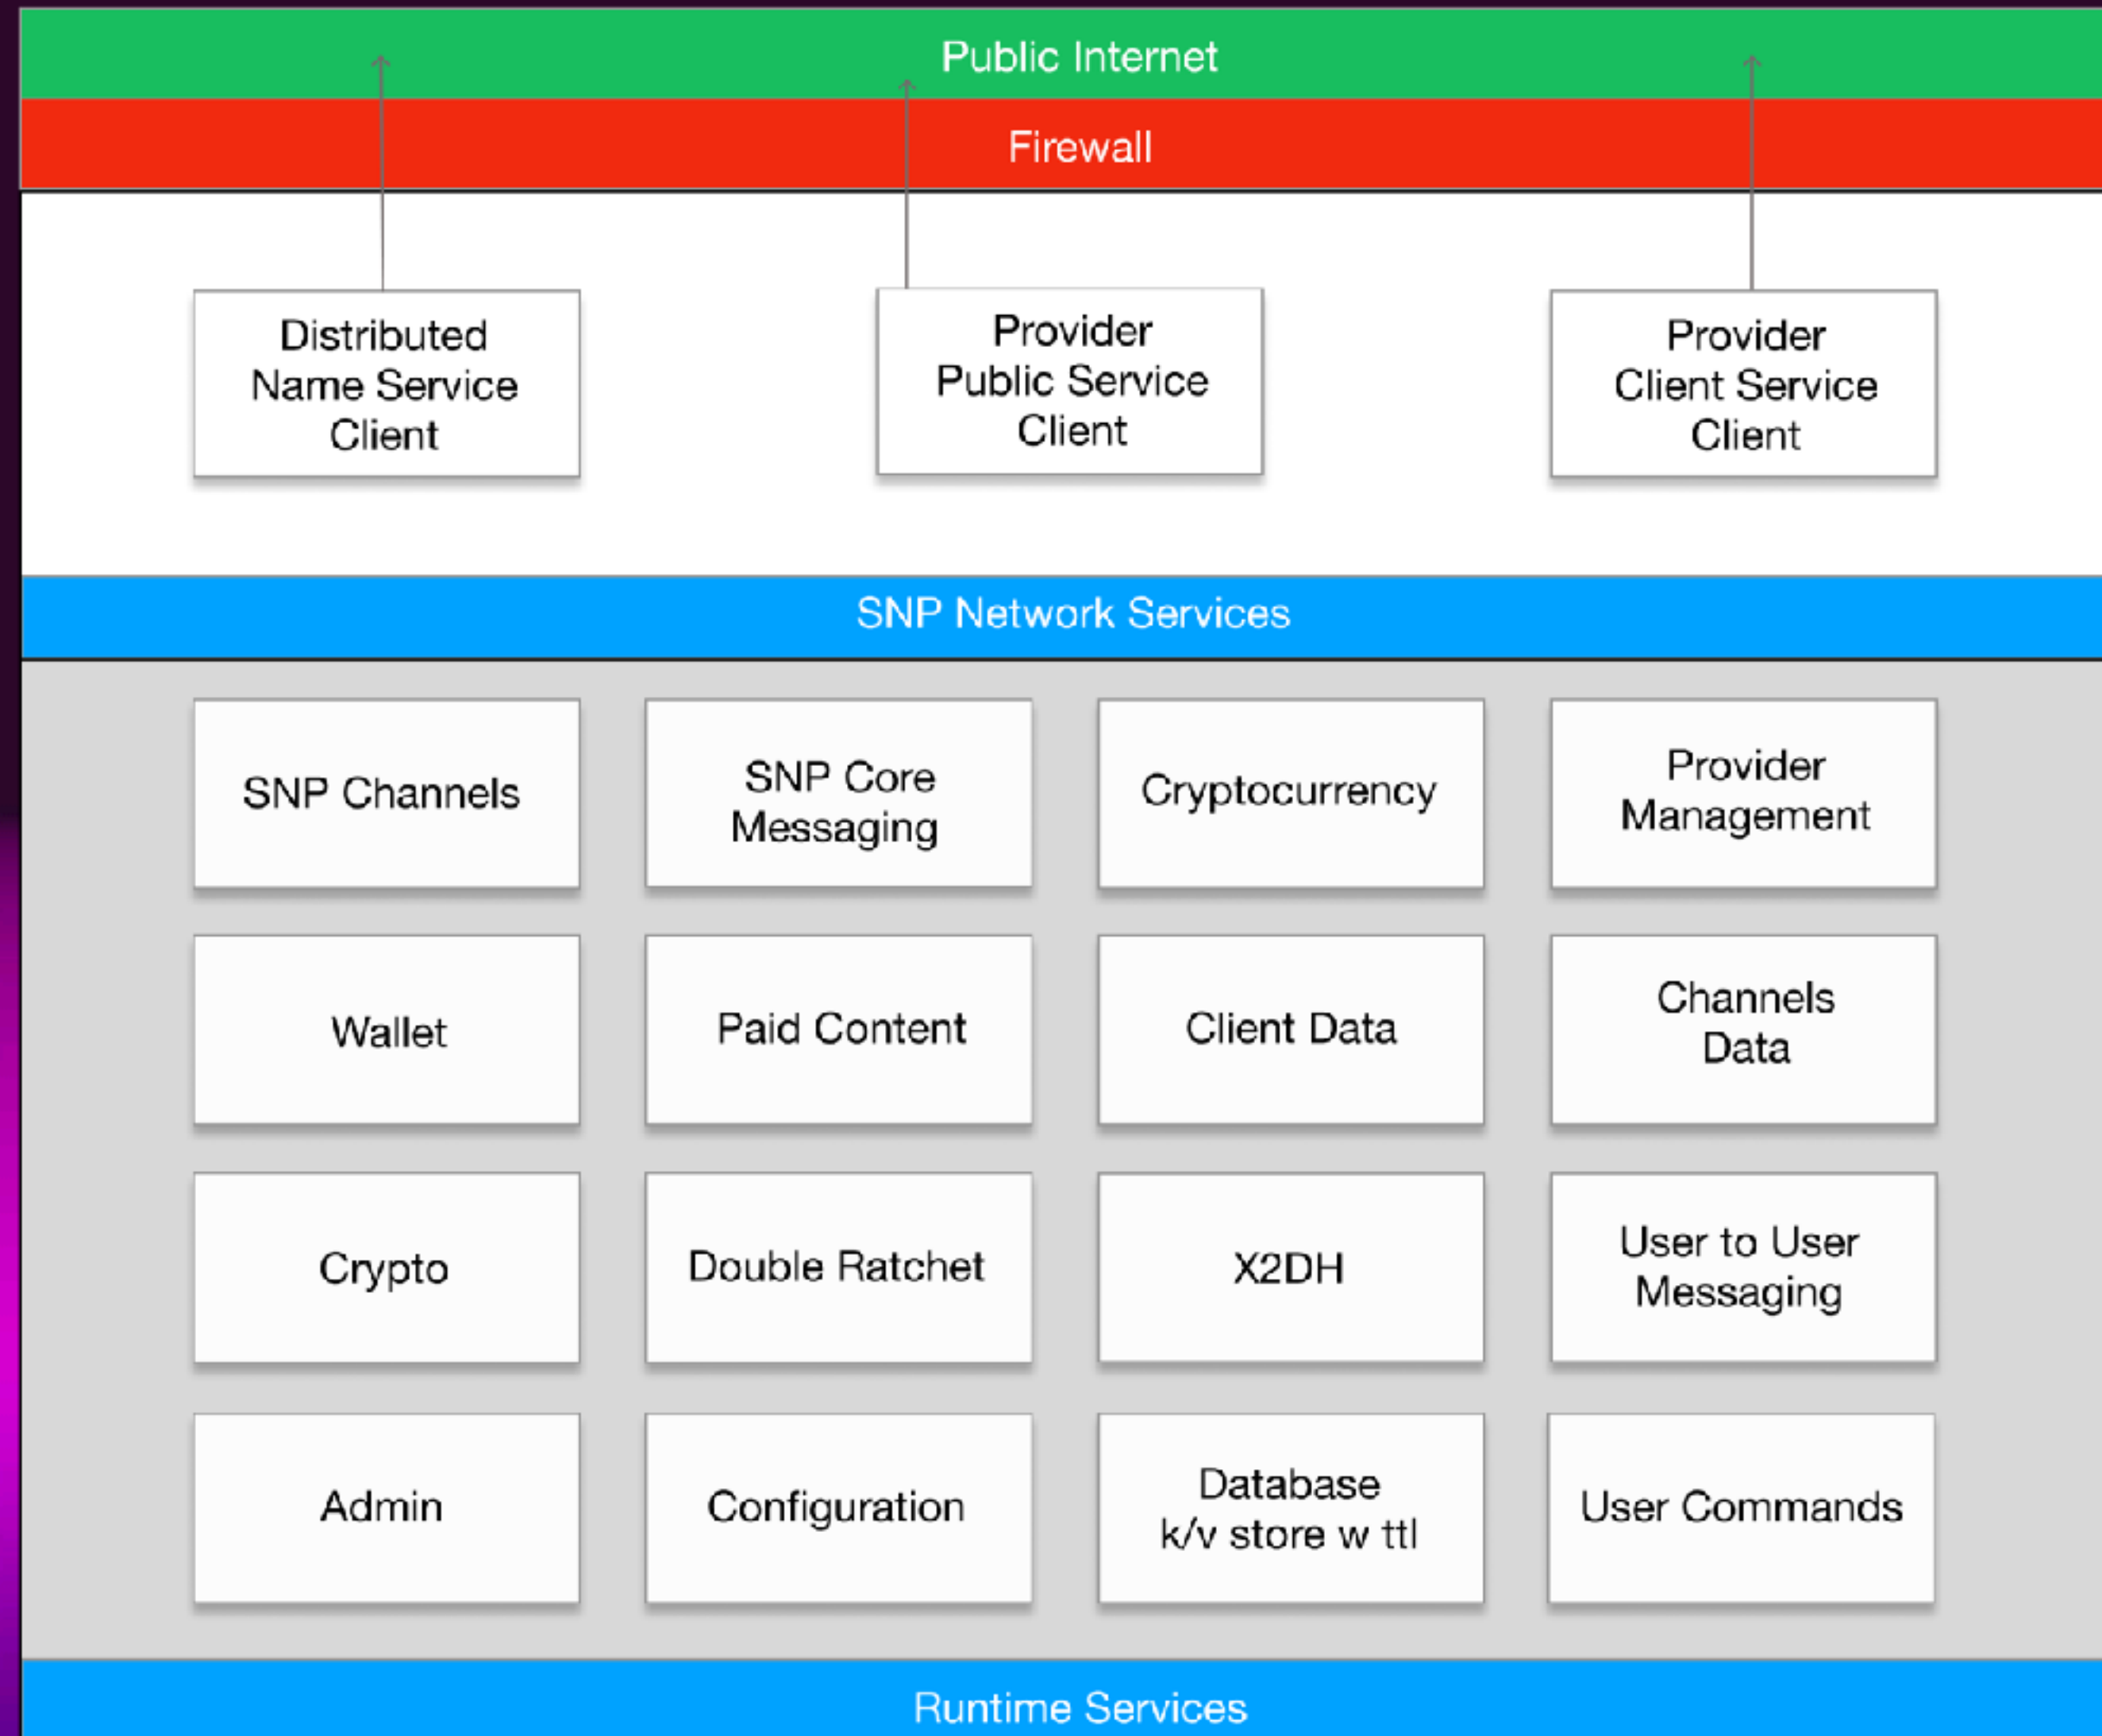 Public Internet
Firewall
Distributed
Name Service
Client
Provider
Public Service
Client
Provider
Client Service
Client
SNP Network Services
SNP Channels
SNP Core
Messaging
Cryptocurrency
Provider
Management
Wallet
Paid Content
Client Data
Channels
Data
Crypto
Double Ratchet
X2DH
User to User
Messaging
Admin
Configuration
Database
k/v store w ttl
User Commands
Runtime Services